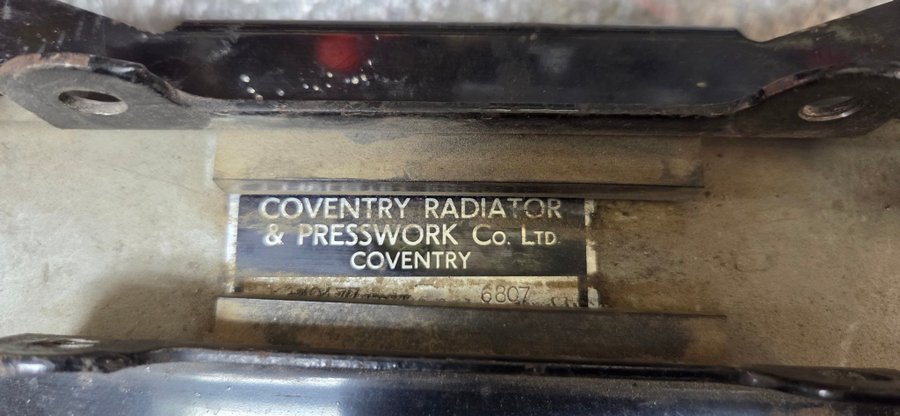 COVENTRY RADIATOR
& PRESSWORK CO. LTD
COVENTRY
6807